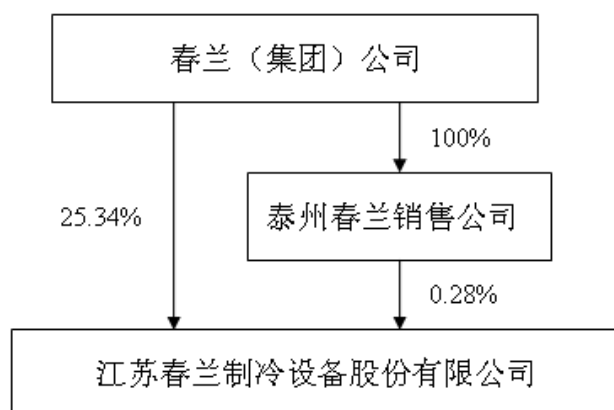 春兰（集团）公司
100%
25.34%
泰州春兰销售公司
0.28%
江苏春兰制冷设备股份有限公司